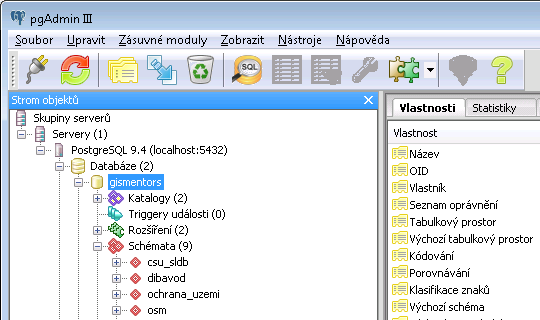 pgAdmin III
Soubor Upravit Zásuvné moduly Zobrazit Nástroje Nápověda
SQL
Strom objektů
Skupiny serverů
Servery (1)
PostgreSQL 9.4 (localhost:5432)
Databáze (2)
gismentors
Katalogy (2)
Triggery události (0)
Rozšíření (2)
Schémata (9)
csu_sldb
dibavod
ochrana_uzemi
osm
Vlastnosti Statistiky
Vlastnost
Název
OID
Vlastník
Seznam oprávnění
Tabulkový prostor
Výchozí tabulkový prostor
Kódování
Porovnávání
Klasifikace znaků
Výchozí schéma